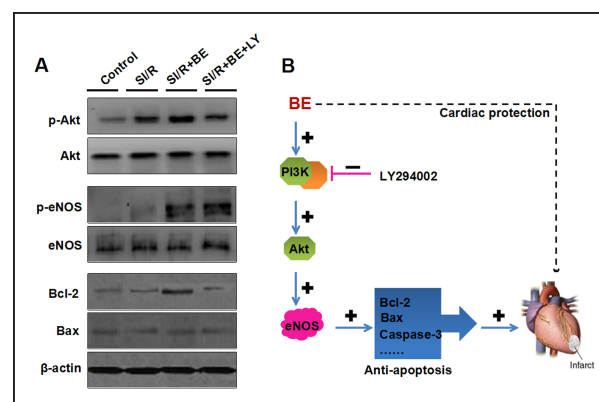 A
Control
SI/R
SI/R+BE
SI/R+BE+LY
p-Akt
Akt
p-eNOS
eNOS
Bcl-2
Bax
β-actin
B
BE
Cardiac protection
+
PI3K
−
LY294002
+
Akt
+
eNOS
+
Bcl-2
Bax
Caspase-3
......
+
Anti-apoptosis
Infarct